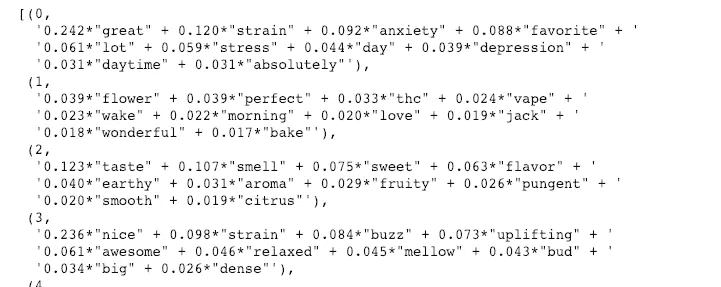 [(0,
'0.242*"great" + 0.120*"strain" + 0.092*"anxiety" + 0.088*"favorite" + '
'0.061*"lot" + 0.059*"stress" + 0.044*"day" + 0.039*"depression" + '
'0.031*"daytime" + 0.031*"absolutely"'),
(1,
'0.039*"flower" + 0.039*"perfect" + 0.033*"thc" + 0.024*"vape" + '
'0.023*"wake" + 0.022*"morning" + 0.020*"love" + 0.019*"jack" + '
'0.018*"wonderful" + 0.017*"bake"'),
(2,
'0.123*"taste" + 0.107*"smell" + 0.075*"sweet" + 0.063*"flavor" + '
'0.040*"earthy" + 0.031*"aroma" + 0.029*"fruity" + 0.026*"pungent" + '
'0.020*"smooth" + 0.019*"citrus"'),
(3,
'0.236*"nice" + 0.098*"strain" + 0.084*"buzz" + 0.073*"uplifting" + '
'0.061*"awesome" + 0.046*"relaxed" + 0.045*"mellow" + 0.043*"bud" + '
'0.034*"big" + 0.026*"dense"'),